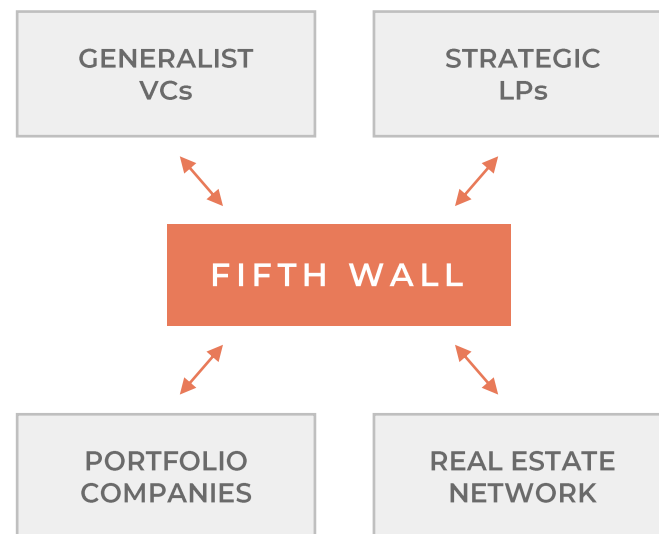 GENERALIST
VCs
STRATEGIC
LPs
FIFTH WALL
PORTFOLIO
COMPANIES
REAL ESTATE
NETWORK